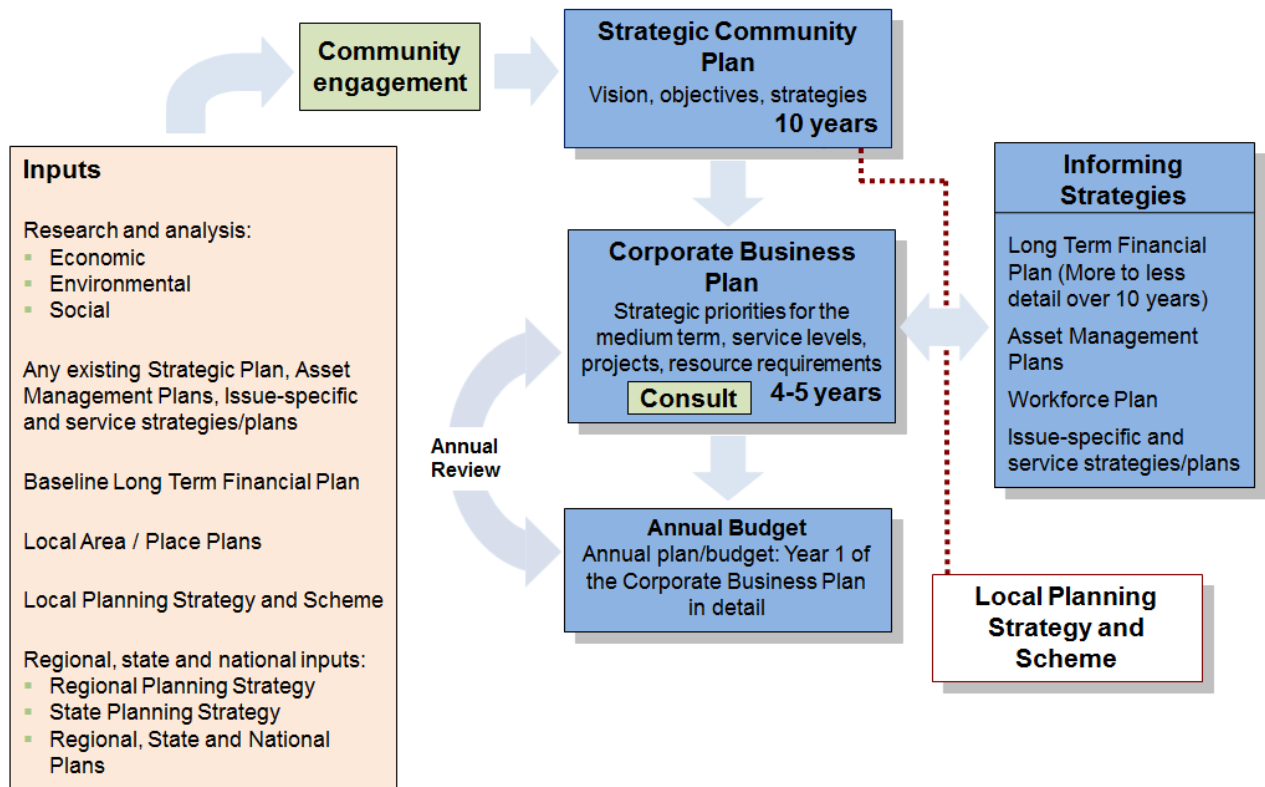 Community
engagement
Strategic Community
Plan
Vision, objectives, strategies
10 years
Inputs
Research and analysis:
▪ Economic
▪ Environmental
▪ Social
Any existing Strategic Plan, Asset
Management Plans, Issue-specific
and service strategies/plans
Baseline Long Term Financial Plan
Local Area / Place Plans
Local Planning Strategy and Scheme
Regional, state and national inputs:
▪ Regional Planning Strategy
▪ State Planning Strategy
▪ Regional, State and National
Plans
Corporate Business
Plan
Strategic priorities for the
medium term, service levels,
projects, resource requirements
Consult 4-5 years
Annual
Review
Annual Budget
Annual plan/budget: Year 1 of
the Corporate Business Plan
in detail
Informing
Strategies
Long Term Financial
Plan (More to less
detail over 10 years)
Asset Management
Plans
Workforce Plan
Issue-specific and
service strategies/plans
Local Planning
Strategy and
Scheme